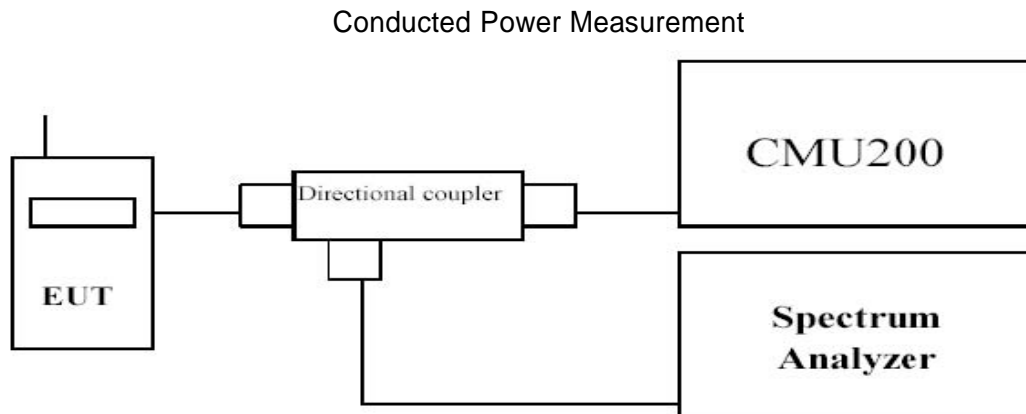 Conducted Power Measurement
CMU200
Directional coupler
EUT
Spectrum
Analyzer